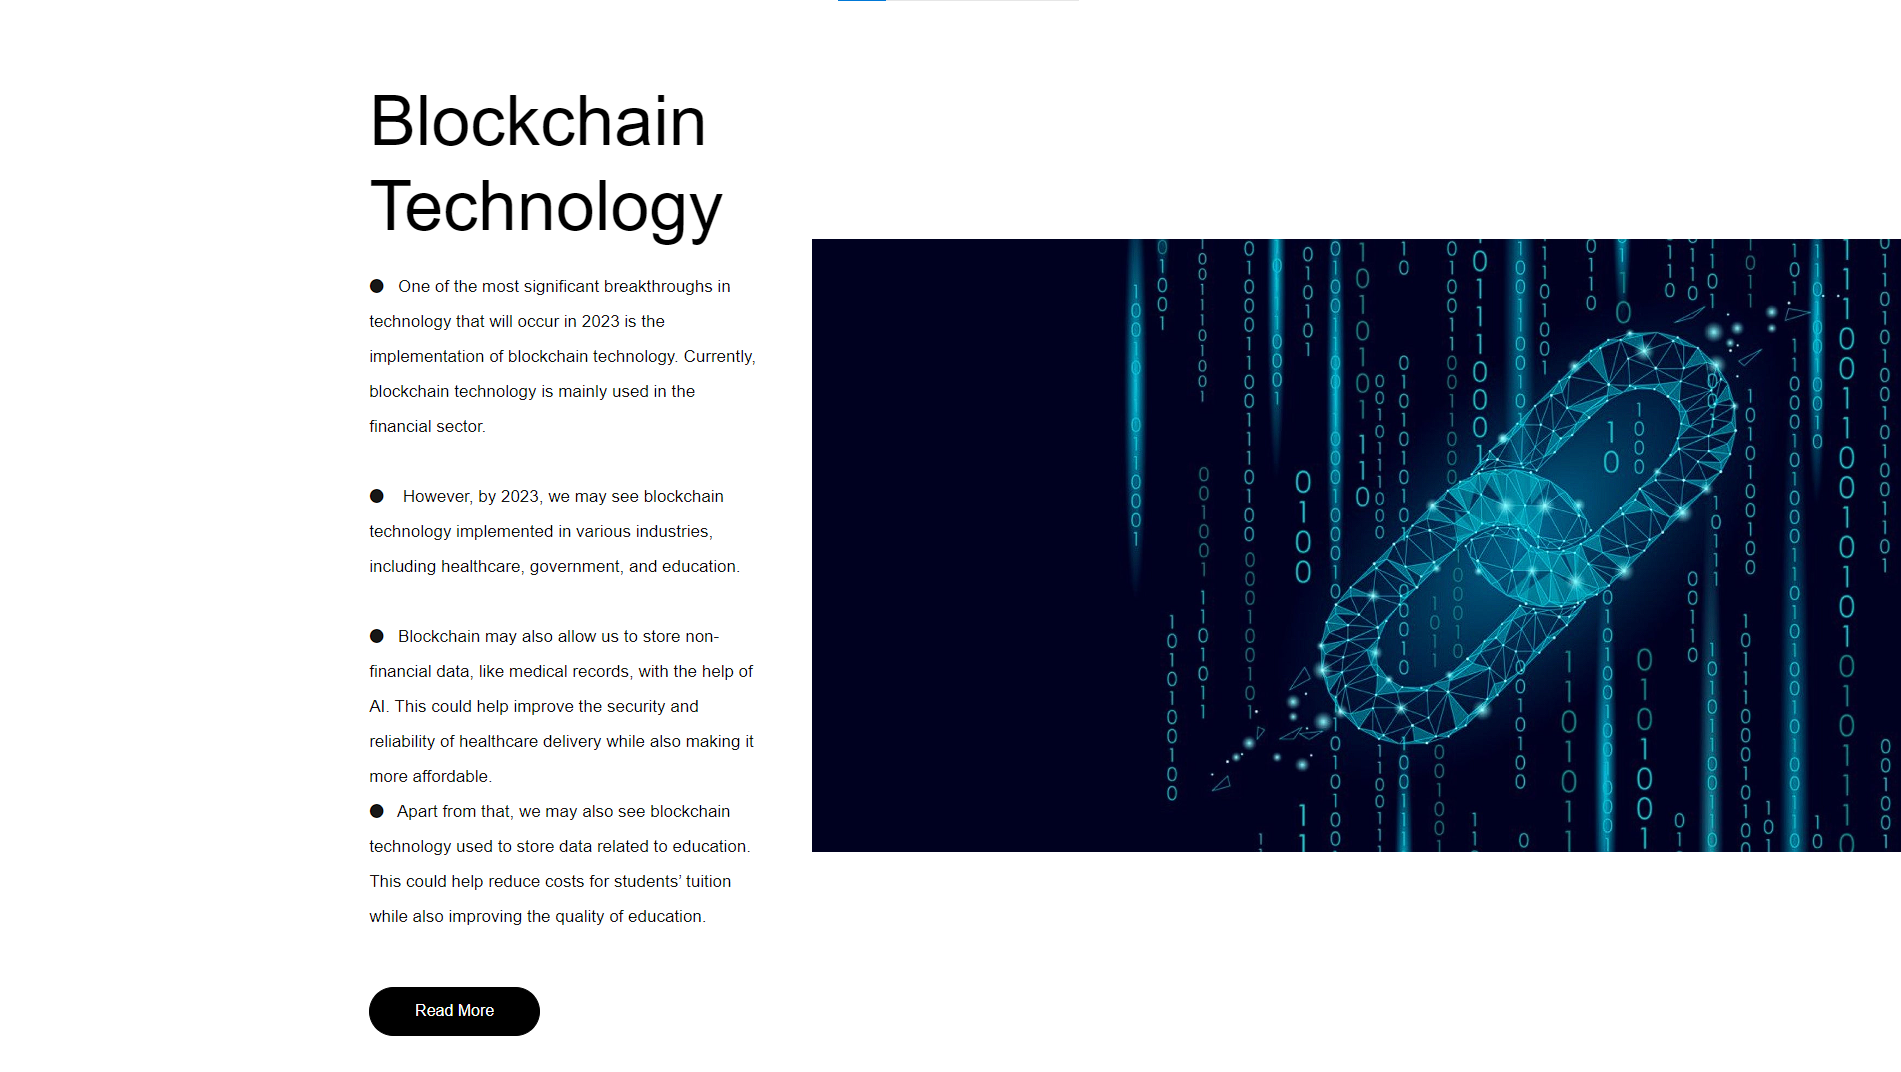 Blockchain
Technology
● One of the most significant breakthroughs in
technology that will occur in 2023 is the
implementation of blockchain technology. Currently,
blockchain technology is mainly used in the
financial sector.
● However, by 2023, we may see blockchain
technology implemented in various industries,
including healthcare, government, and education.
● Blockchain may also allow us to store non-
financial data, like medical records, with the help of
AI. This could help improve the security and
reliability of healthcare delivery while also making it
more affordable.
● Apart from that, we may also see blockchain
technology used to store data related to education.
This could help reduce costs for students’ tuition
while also improving the quality of education.
Read More